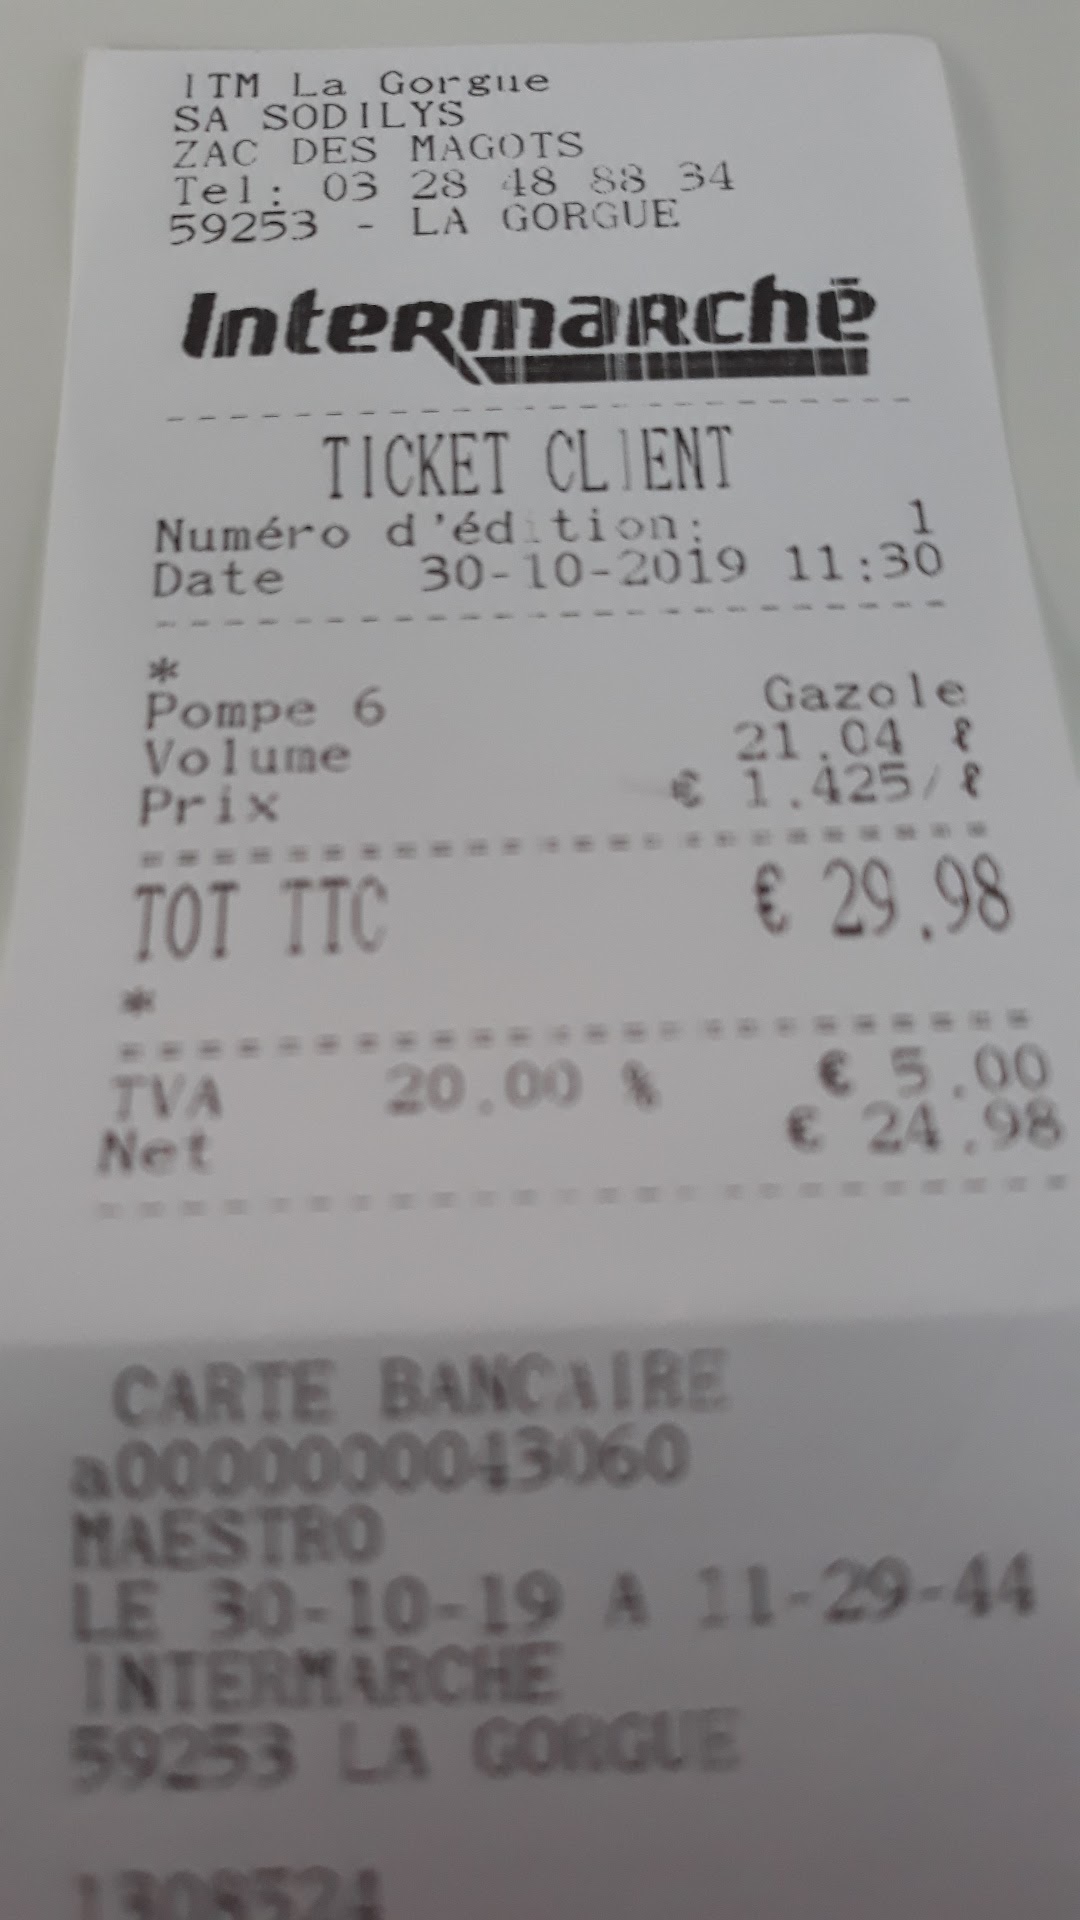 ITM La Gorgue
SA SODILYS
ZAC DES MAGOTS
Tel: 03 28 48 88 34
59253 - LA GORGUE
Intermarché
TICKET CLIENT
Numéro d'édition: 1
Date 30-10-2019 11:30
*
Pompe 6 Gazole
Volume 21.04 ℓ
Prix € 1.425/ℓ
TOT TTC € 29.98
*
TVA 20.00 % € 5.00
Net € 24.98
CARTE BANCAIRE
a0000000043060
MAESTRO
LE 30-10-19 A 11-29-44
INTERMARCHE
59253 LA GORGUE